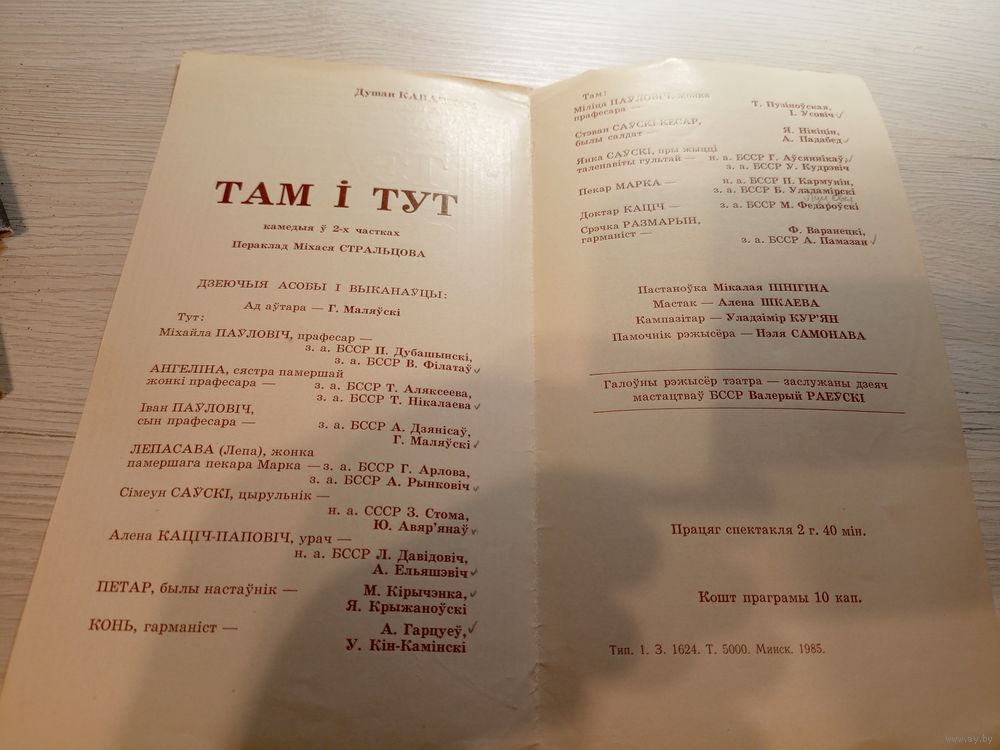 Душан
ТАМ І ТУТ
камедыя ў 2-х частках
Пераклад Міхася СТРАЛЬЦОВА
ДЗЕЮЧЫЯ АСОБЫ І ВЫКАНАЎЦЫ:
Ад аўтара — Г. Маляўскі
Тут:
Міхайла ПАЎЛОВІЧ, прафесар —
з. а. БССР П. Дубашынскі,
з. а. БССР В. Філатаў
АНГЕЛІНА, сястра памершай
жонкі прафесара — з. а. БССР Т. Аляксеева,
з. а. БССР Т. Нікалаева
Іван ПАЎЛОВІЧ,
сын прафесара — з. а. БССР А. Дзянісаў,
Г. Маляўскі
ЛЕПАСАВА (Лепа), жонка
памершага пекара Марка — з. а. БССР Г. Арлова,
з. а. БССР А. Рынковіч
Сімеун САЎСКІ, цырульнік —
н. а. СССР З. Стома,
Ю. Авяр'янаў
Алена КАЦІЧ-ПАПОВІЧ, урач —
н. а. БССР Л. Давідовіч,
А. Ельяшэвіч
ПЕТАР, былы настаўнік — М. Кірычэнка,
Я. Крыжаноўскі
КОНЬ, гарманіст — А. Гарцуеў,
У. Кін-Камінскі
Там:
Міліца ПАЎЛОВІЧ, жонка
прафесара — Т. Пузіноўская,
І. Усовіч
Стэван САЎСКІ-КЕСАР,
былы салдат — Я. Нікіцін,
А. Падабед
Янка САЎСКІ, пры жыцці
таленавіты гультай — н. а. БССР Г. Аўсяннікаў,
з. а. БССР У. Кудрэвіч
Пекар МАРКА — н. а. БССР П. Кармунін,
з. а. БССР Б. Уладамірскі
Доктар КАЦІЧ — з. а. БССР М. Федароўскі
Срэчка РАЗМАРЫН,
гарманіст — Ф. Варанецкі,
з. а. БССР А. Памазан
Пастаноўка Мікалая ПІНІГІНА
Мастак — Алена ШКАЕВА
Кампазітар — Уладзімір КУР'ЯН
Памочнік рэжысёра — Нэля САМОНАВА
Галоўны рэжысёр тэатра — заслужаны дзеяч
мастацтваў БССР Валерый РАЕЎСКІ
Працяг спектакля 2 г. 40 мін.
Кошт праграмы 10 кап.
Тип. 1. З. 1624. Т. 5000. Минск. 1985.
www.ay.by